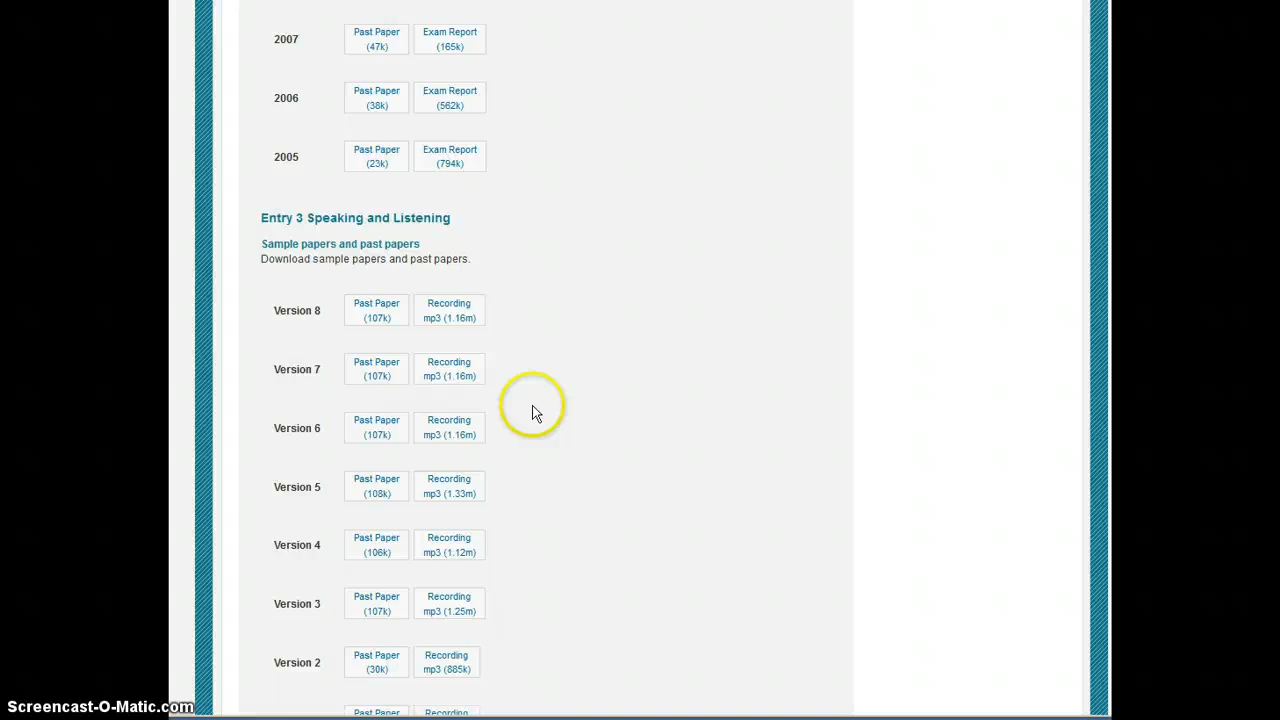 2007
Past Paper
(47k)
Exam Report
(165k)
2006
Past Paper
(38k)
Exam Report
(562k)
2005
Past Paper
(23k)
Exam Report
(794k)
Entry 3 Speaking and Listening
Sample papers and past papers
Download sample papers and past papers.
Version 8
Past Paper
(107k)
Recording
mp3 (1.16m)
Version 7
Past Paper
(107k)
Recording
mp3 (1.16m)
Version 6
Past Paper
(107k)
Recording
mp3 (1.16m)
Version 5
Past Paper
(108k)
Recording
mp3 (1.33m)
Version 4
Past Paper
(106k)
Recording
mp3 (1.12m)
Version 3
Past Paper
(107k)
Recording
mp3 (1.25m)
Version 2
Past Paper
(30k)
Recording
mp3 (885k)
Past Paper
Recording
Screencast-O-Matic.com